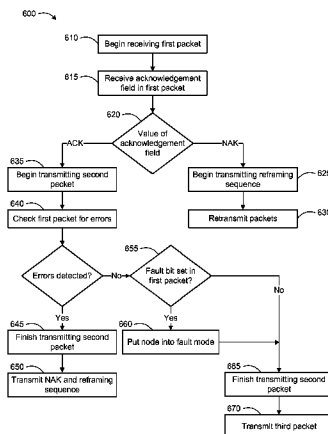 600
610
Begin receiving first packet
615
Receive acknowledgement
field in first packet
620
Value of
acknowledgement
field
ACK
NAK
635
Begin transmitting second
packet
625
Begin transmitting reframing
sequence
640
Check first packet for errors
630
Retransmit packets
Errors detected?
No
655
Fault bit set in
first packet?
No
Yes
Yes
645
Finish transmitting second
packet
660
Put node into fault mode
650
Transmit NAK and reframing
sequence
665
Finish transmitting second
packet
670
Transmit third packet